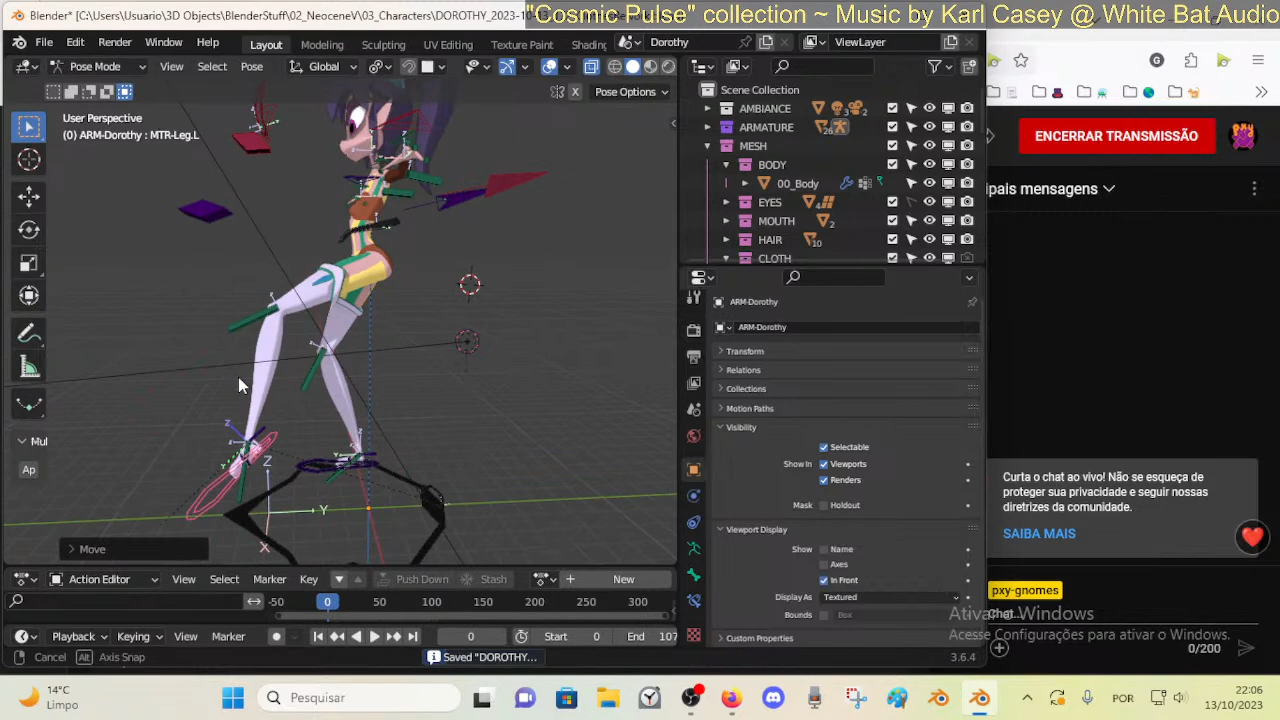 Blender* [C:\Users\Usuario\3D Objects\BlenderStuff\02_NeoceneV\03_Characters\DOROTHY_2023-10-
"Cosmic Pulse" collection ~ Music by Karl Casey @ White Bat Audio
File Edit Render Window Help
Layout Modeling Sculpting UV Editing Texture Paint Shading
Dorothy
ViewLayer
Pose Mode View Select Pose
Global
Pose Options
User Perspective
(0) ARM-Dorothy : MTR-Leg.L
Scene Collection
AMBIANCE 3 2
ARMATURE 26
MESH
BODY
00_Body
EYES 4
MOUTH 2
HAIR 10
CLOTH
ARM-Dorothy
ARM-Dorothy
Transform
Relations
Collections
Motion Paths
Visibility
Selectable
Show In Viewports
Renders
Mask Holdout
Viewport Display
Show Name
Axes
In Front
Display As Textured
Bounds Box
Custom Properties
Mul
Ap
Z
Y
X
Move
Action Editor View Select Marker Key Push Down Stash New
-50 0 50 100 150 200 250 300
Playback Keying View Marker 0 Start 0 End 107
Cancel Alt Axis Snap Saved "DOROTHY... 3.6.4
G
ENCERRAR TRANSMISSÃO
ipais mensagens
Curta o chat ao vivo! Não se esqueça de
proteger sua privacidade e seguir nossas
diretrizes da comunidade.
SAIBA MAIS
pxy-gnomes
Chat...
Ativar o Windows
Acesse Configurações para ativar o Windows.
0/200
14°C
Limpo
Pesquisar
POR
22:06
13/10/2023